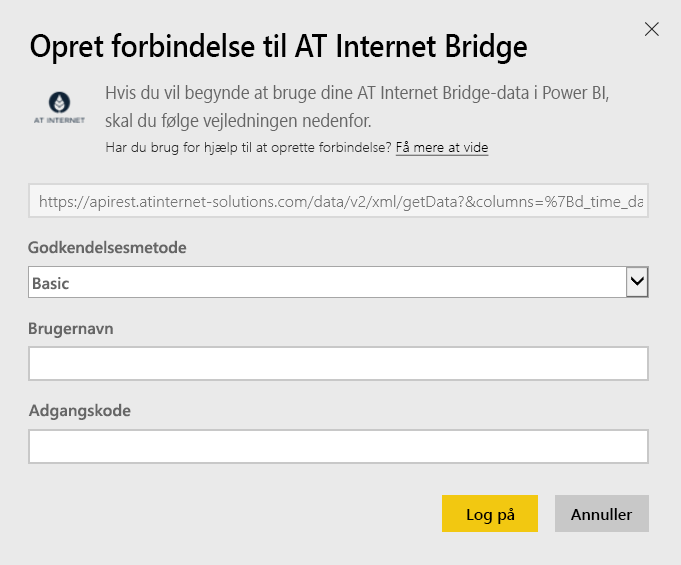 Opret forbindelse til AT Internet Bridge
Hvis du vil begynde at bruge dine AT Internet Bridge-data i Power BI,
skal du følge vejledningen nedenfor.
AT INTERNET
Har du brug for hjælp til at oprette forbindelse? Få mere at vide
https://apirest.atinternet-solutions.com/data/v2/xml/getData?&columns=%7Bd_time_da
Godkendelsesmetode
Basic
Brugernavn
Adgangskode
Log på
Annuller